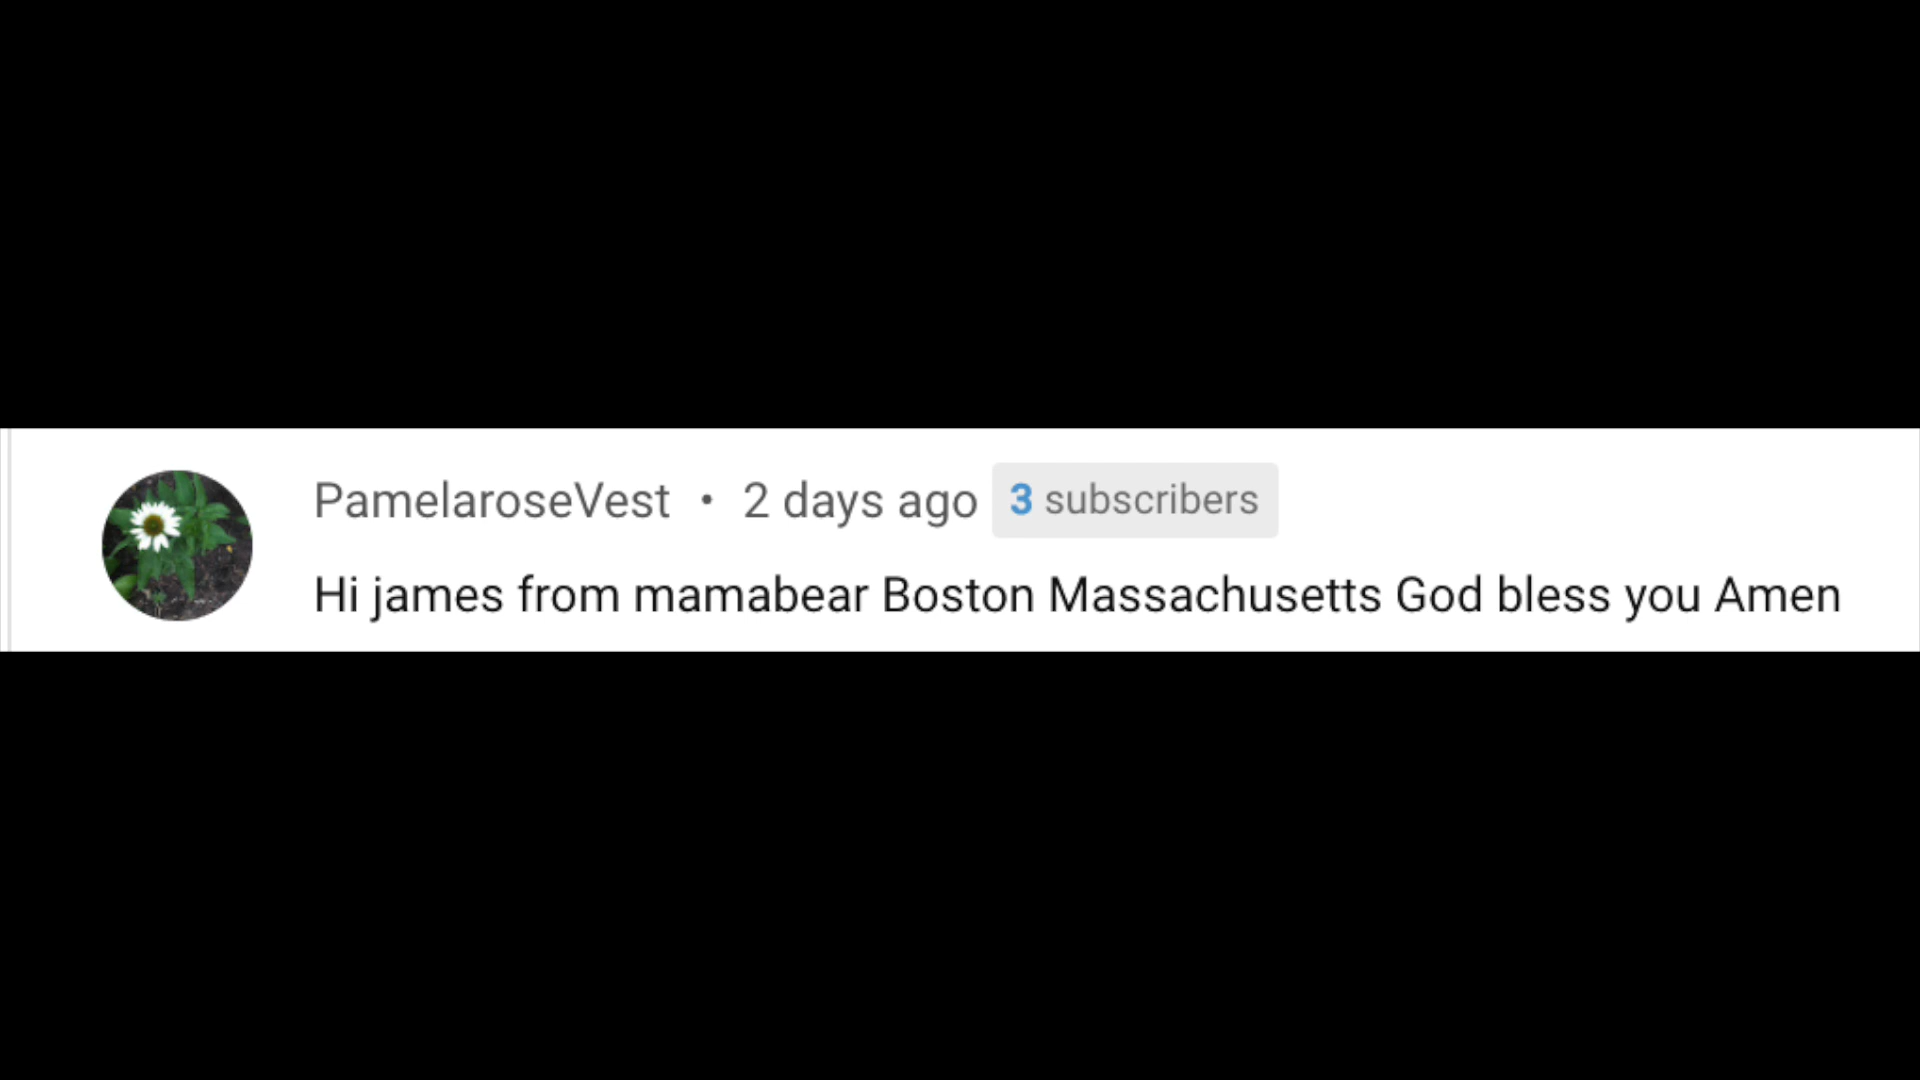 PamelaroseVest • 2 days ago 3 subscribers
Hi james from mamabear Boston Massachusetts God bless you Amen